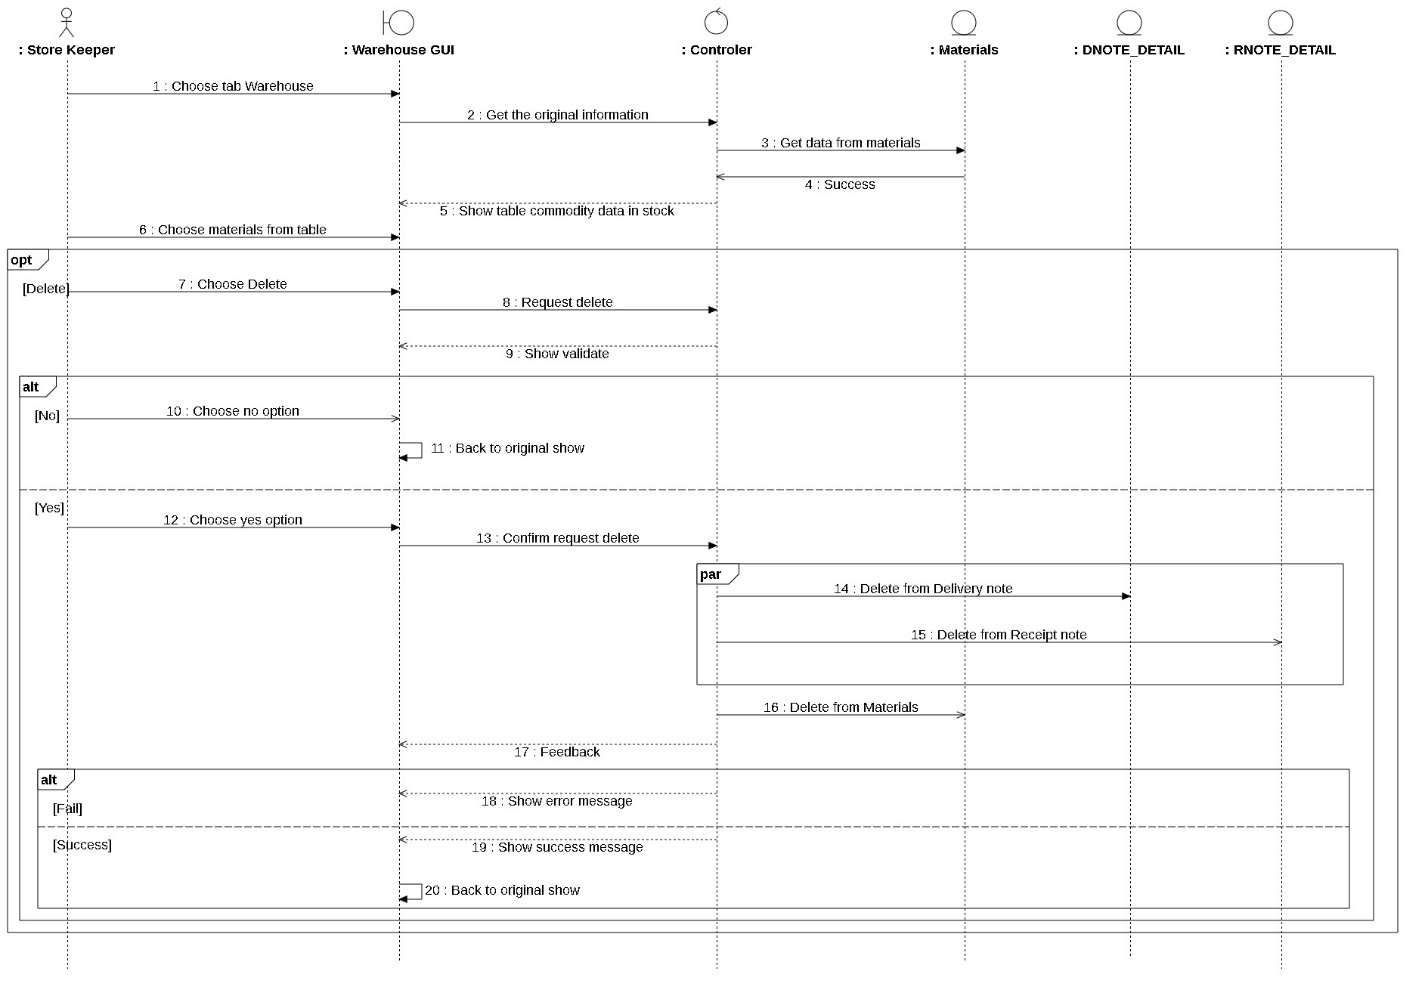 : Store Keeper
: Warehouse GUI
: Controler
: Materials
: DNOTE_DETAIL
: RNOTE_DETAIL
1 : Choose tab Warehouse
2 : Get the original information
3 : Get data from materials
4 : Success
5 : Show table commodity data in stock
6 : Choose materials from table
opt
[Delete]
7 : Choose Delete
8 : Request delete
9 : Show validate
alt
[No]
10 : Choose no option
11 : Back to original show
[Yes]
12 : Choose yes option
13 : Confirm request delete
par
14 : Delete from Delivery note
15 : Delete from Receipt note
16 : Delete from Materials
17 : Feedback
alt
18 : Show error message
[Fail]
[Success]
19 : Show success message
20 : Back to original show